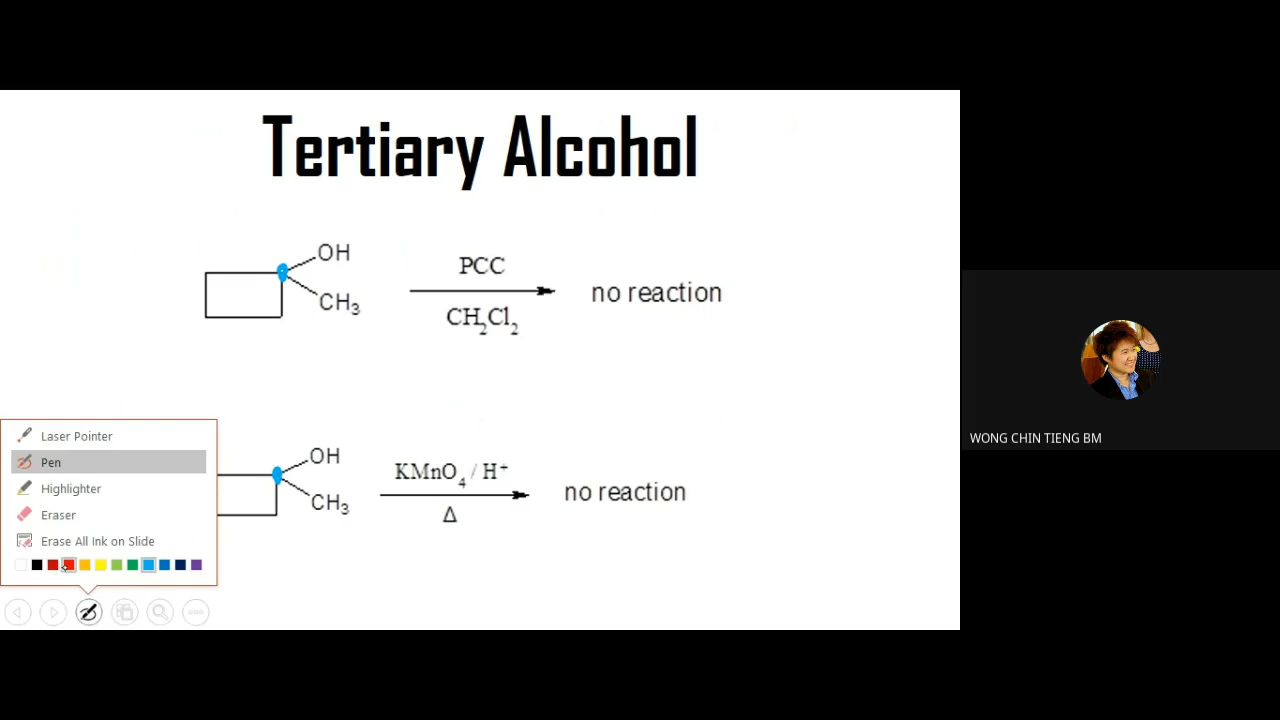 Tertiary Alcohol
OH
CH3
PCC
CH2Cl2
no reaction
Laser Pointer
Pen
Highlighter
Eraser
Erase All Ink on Slide
OH
CH3
KMnO4 / H+
Δ
no reaction
WONG CHIN TIENG BM